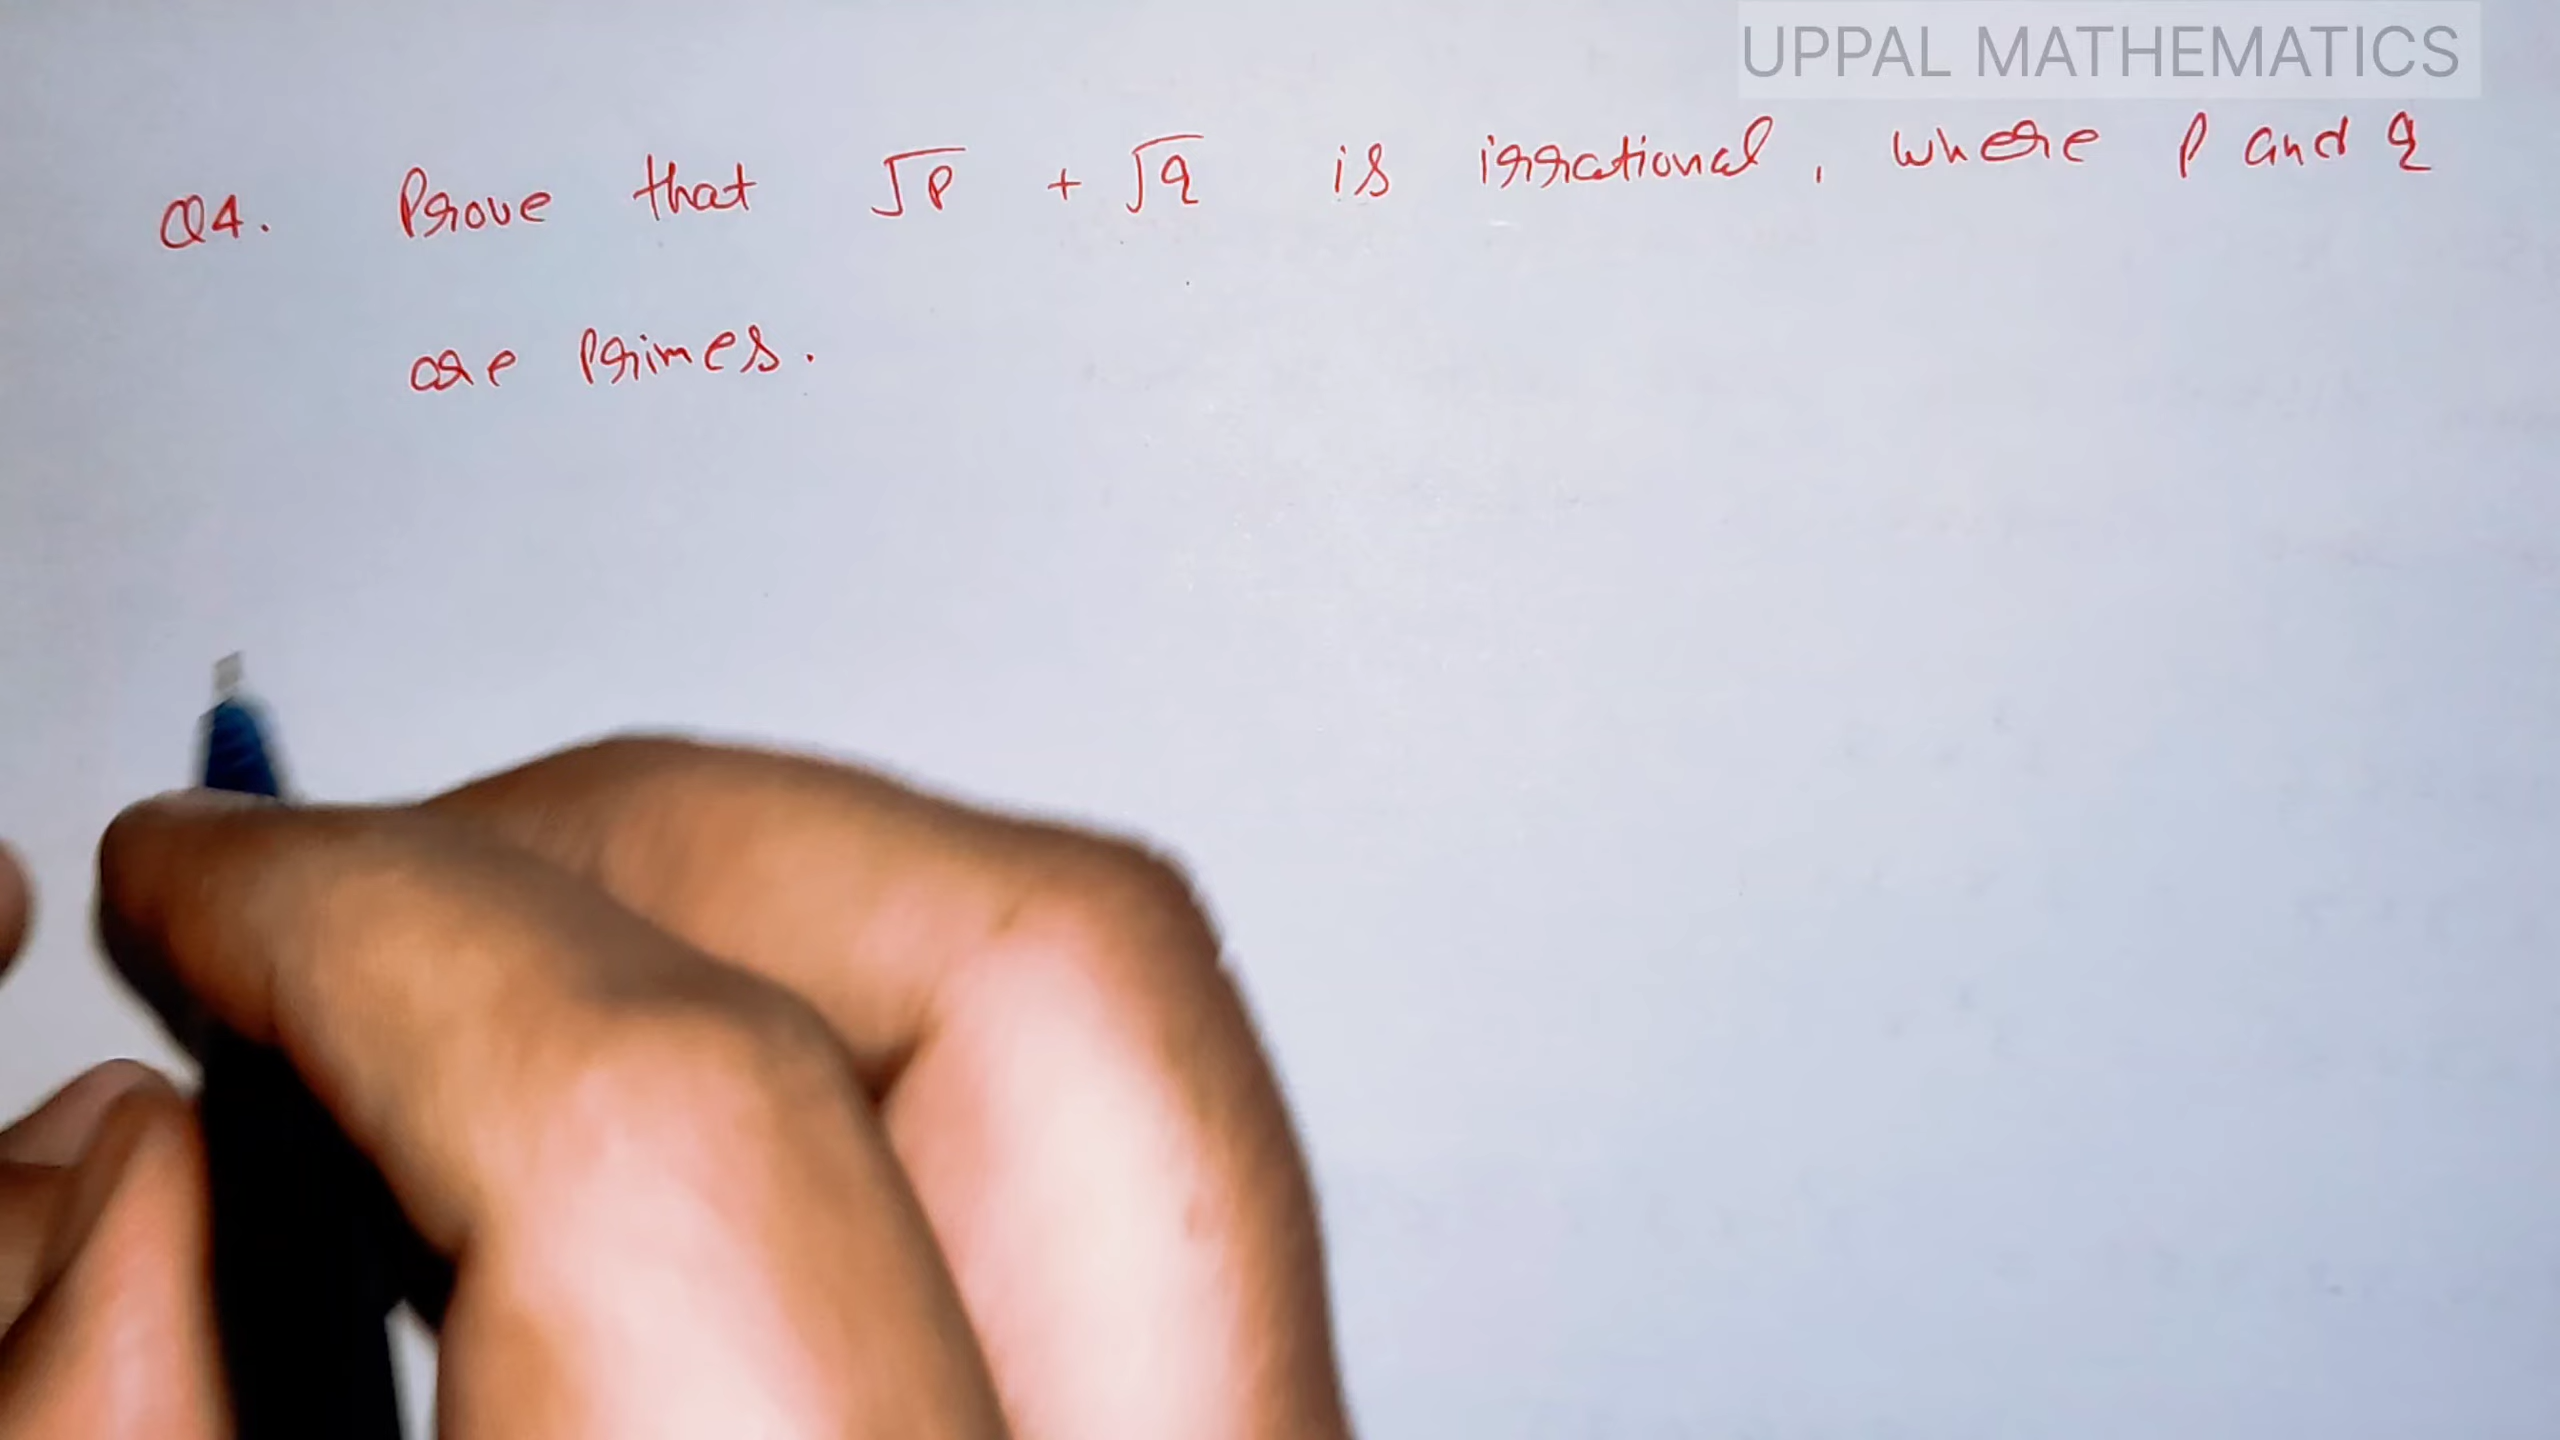 UPPAL MATHEMATICS
Q4. Prove that √p + √q is irrational, where p and q
are primes.